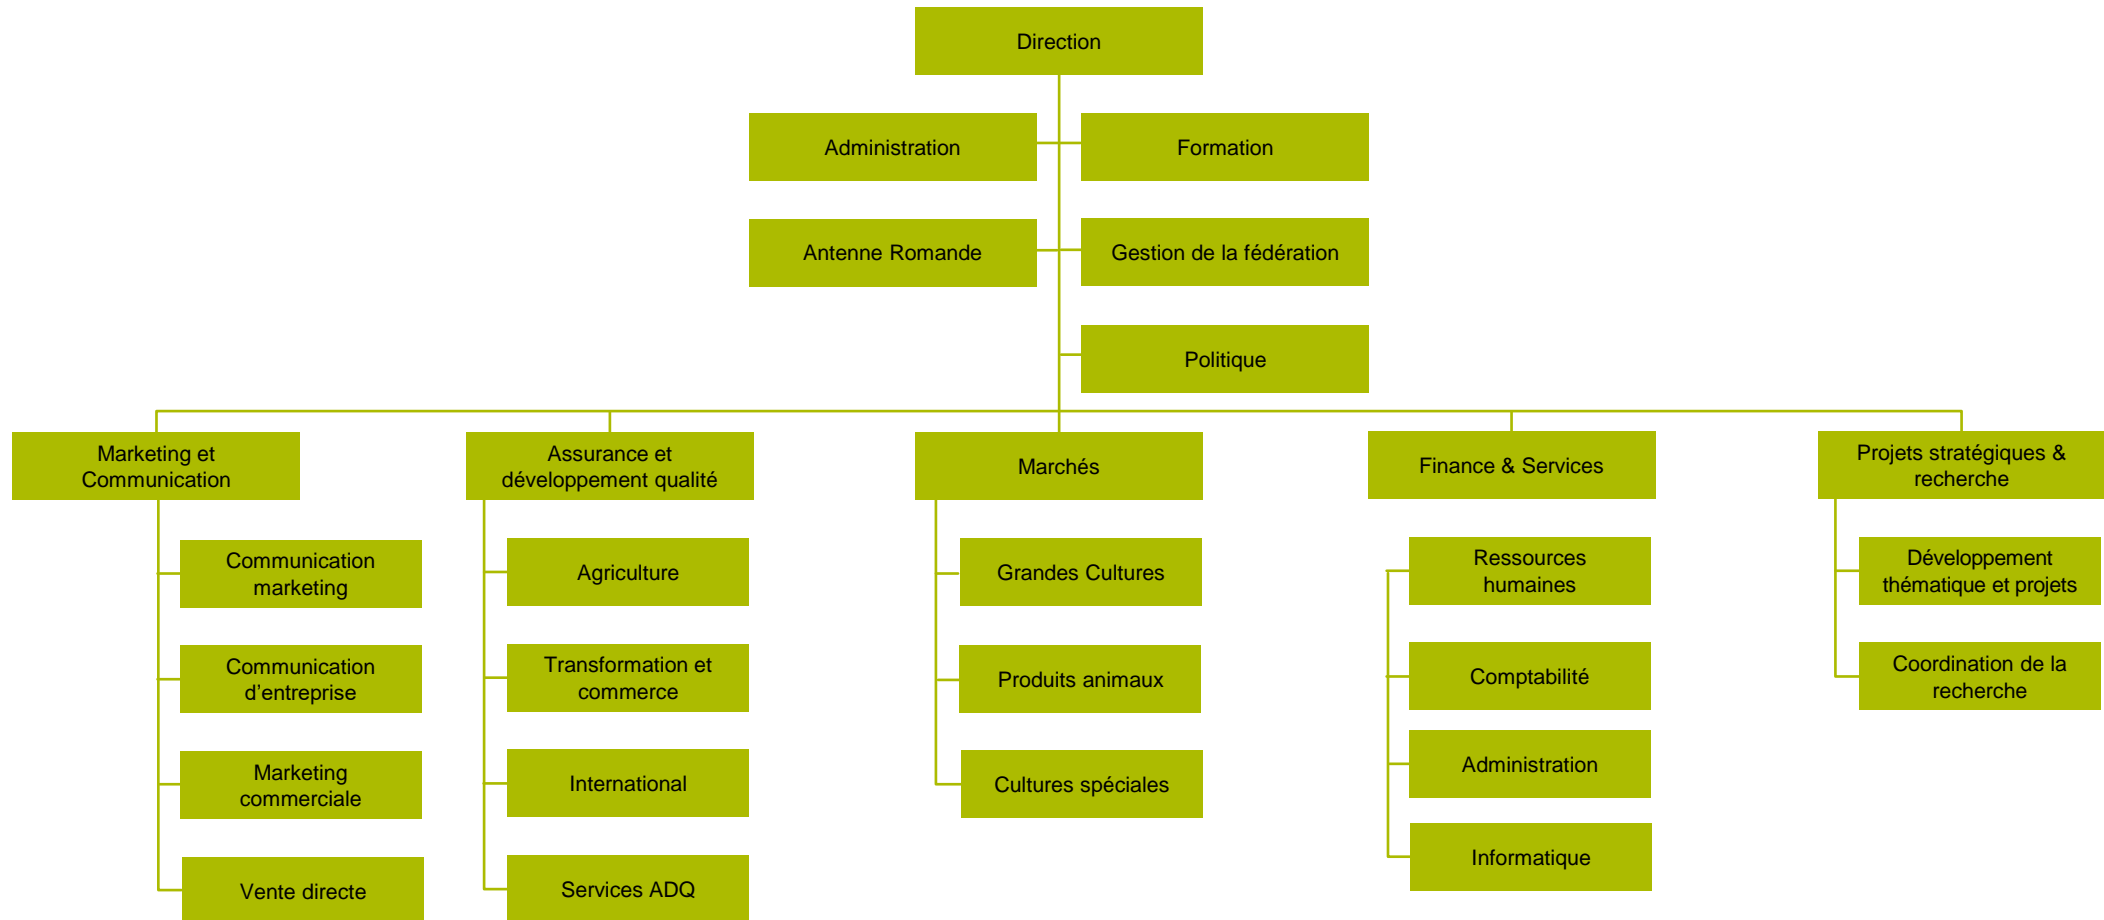 Direction
Administration
Formation
Antenne Romande
Gestion de la fédération
Politique
Marketing et
Communication
Communication
marketing
Communication
d’entreprise
Marketing
commerciale
Vente directe
Assurance et
développement qualité
Agriculture
Transformation et
commerce
International
Services ADQ
Marchés
Grandes Cultures
Produits animaux
Cultures spéciales
Finance & Services
Ressources
humaines
Comptabilité
Administration
Informatique
Projets stratégiques &
recherche
Développement
thématique et projets
Coordination de la
recherche